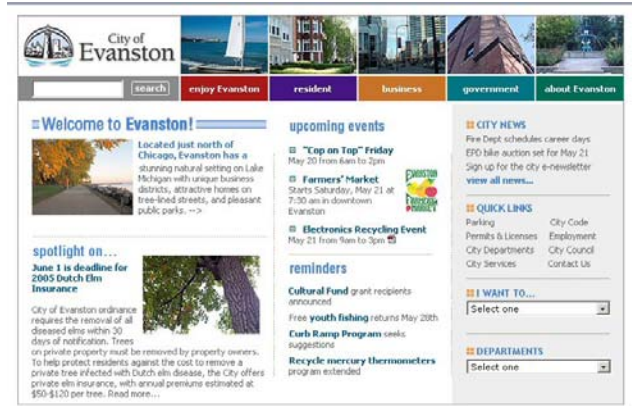 City of
Evanston
search
enjoy Evanston
resident
business
government
about Evanston
Welcome to Evanston!
Located just north of
Chicago, Evanston has a
stunning natural setting on Lake
Michigan with unique business
districts, attractive homes on
tree-lined streets, and pleasant
public parks. -->
spotlight on...
June 1 is deadline for
2005 Dutch Elm
Insurance
City of Evanston ordinance
requires the removal of all
diseased elms within 30
days of notification. Trees
on private property must be removed by property owners.
To help protect residents against the cost to remove a
private tree infected with Dutch elm disease, the City offers
private elm insurance, with annual premiums estimated at
$50-$120 per tree. Read more...
upcoming events
"Cop on Top" Friday
May 20 from 6am to 2pm
Farmers' Market
Starts Saturday, May 21 at
7:30 am in downtown
Evanston
EVANSTON
FARMERS
MARKET
Electronics Recycling Event
May 21 from 9am to 3pm
reminders
Cultural Fund grant recipients
announced
Free youth fishing returns May 28th
Curb Ramp Program seeks
suggestions
Recycle mercury thermometers
program extended
CITY NEWS
Fire Dept schedules career days
EPD bike auction set for May 21
Sign up for the city e-newsletter
view all news...
QUICK LINKS
Parking City Code
Permits & Licenses Employment
City Departments City Council
City Services Contact Us
I WANT TO...
Select one
DEPARTMENTS
Select one